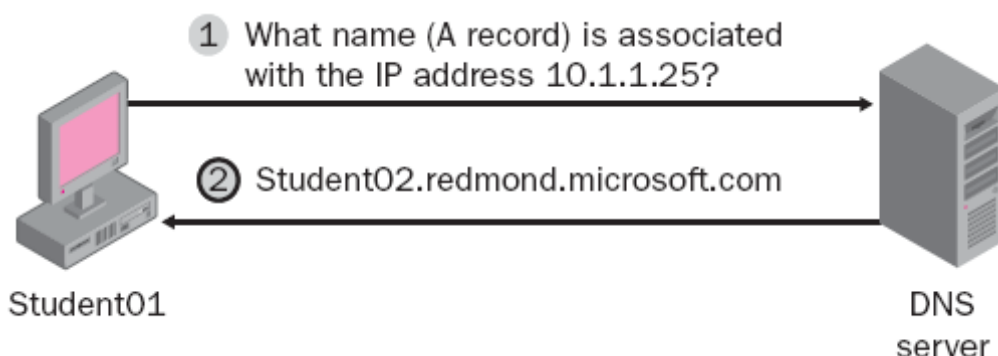 1 What name (A record) is associated
with the IP address 10.1.1.25?
2 Student02.redmond.microsoft.com
Student01
DNS
server